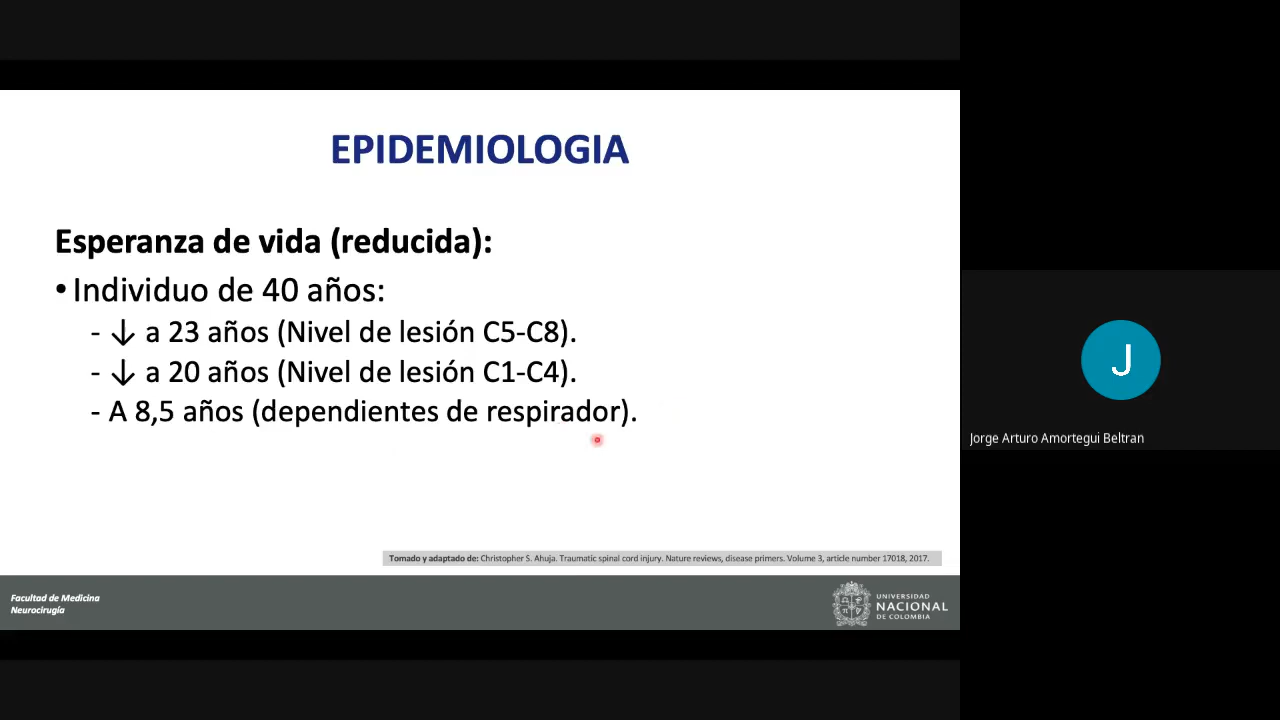 EPIDEMIOLOGIA
Esperanza de vida (reducida):
• Individuo de 40 años:
- ↓ a 23 años (Nivel de lesión C5-C8).
- ↓ a 20 años (Nivel de lesión C1-C4).
- A 8,5 años (dependientes de respirador).
Tomado y adaptado de: Christopher S. Ahuja. Traumatic spinal cord injury. Nature reviews, disease primers. Volume 3, article number 17018, 2017.
Facultad de Medicina
Neurocirugía
UNIVERSIDAD
NACIONAL
DE COLOMBIA
J
Jorge Arturo Amortegui Beltran